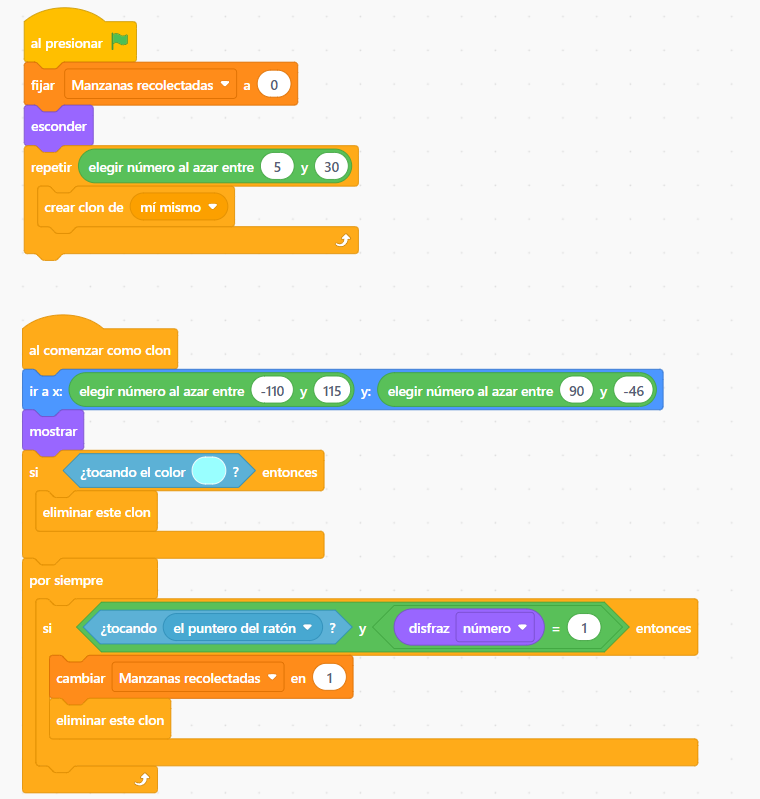 al presionar
fijar Manzanas recolectadas a 0
esconder
repetir elegir número al azar entre 5 y 30
crear clon de mí mismo
al comenzar como clon
ir a x: elegir número al azar entre -110 y 115 y: elegir número al azar entre 90 y -46
mostrar
si ¿tocando el color ? entonces
eliminar este clon
por siempre
si ¿tocando el puntero del ratón ? y disfraz número = 1 entonces
cambiar Manzanas recolectadas en 1
eliminar este clon